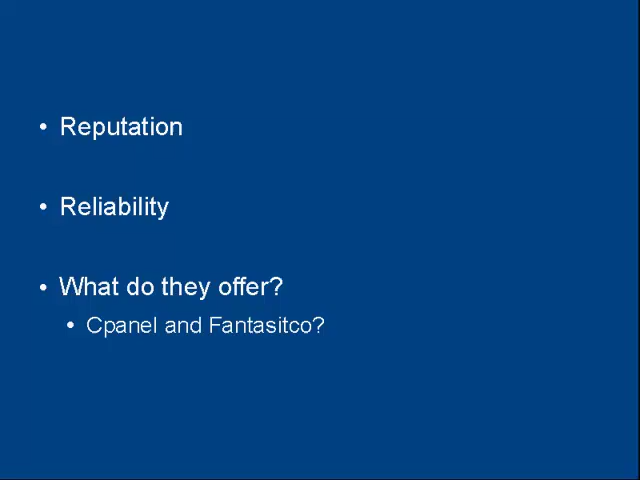 • Reputation
• Reliability
• What do they offer?
• Cpanel and Fantasitco?